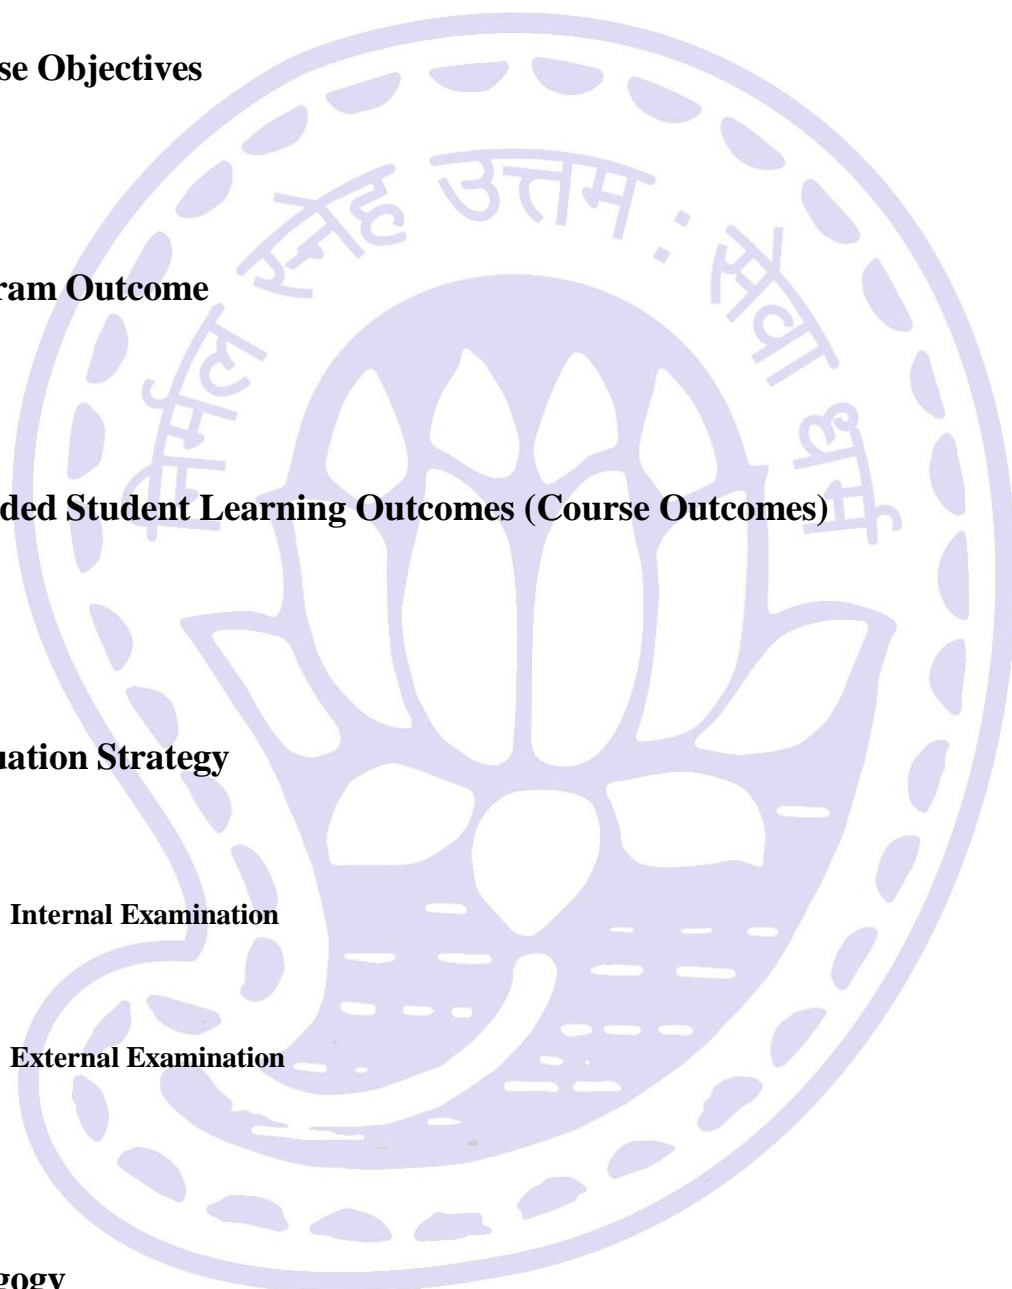 se Objectives
निर्मल स्नेह उत्तम : सेवा धर्म
ram Outcome
ded Student Learning Outcomes (Course Outcomes)
uation Strategy
Internal Examination
External Examination
gogy